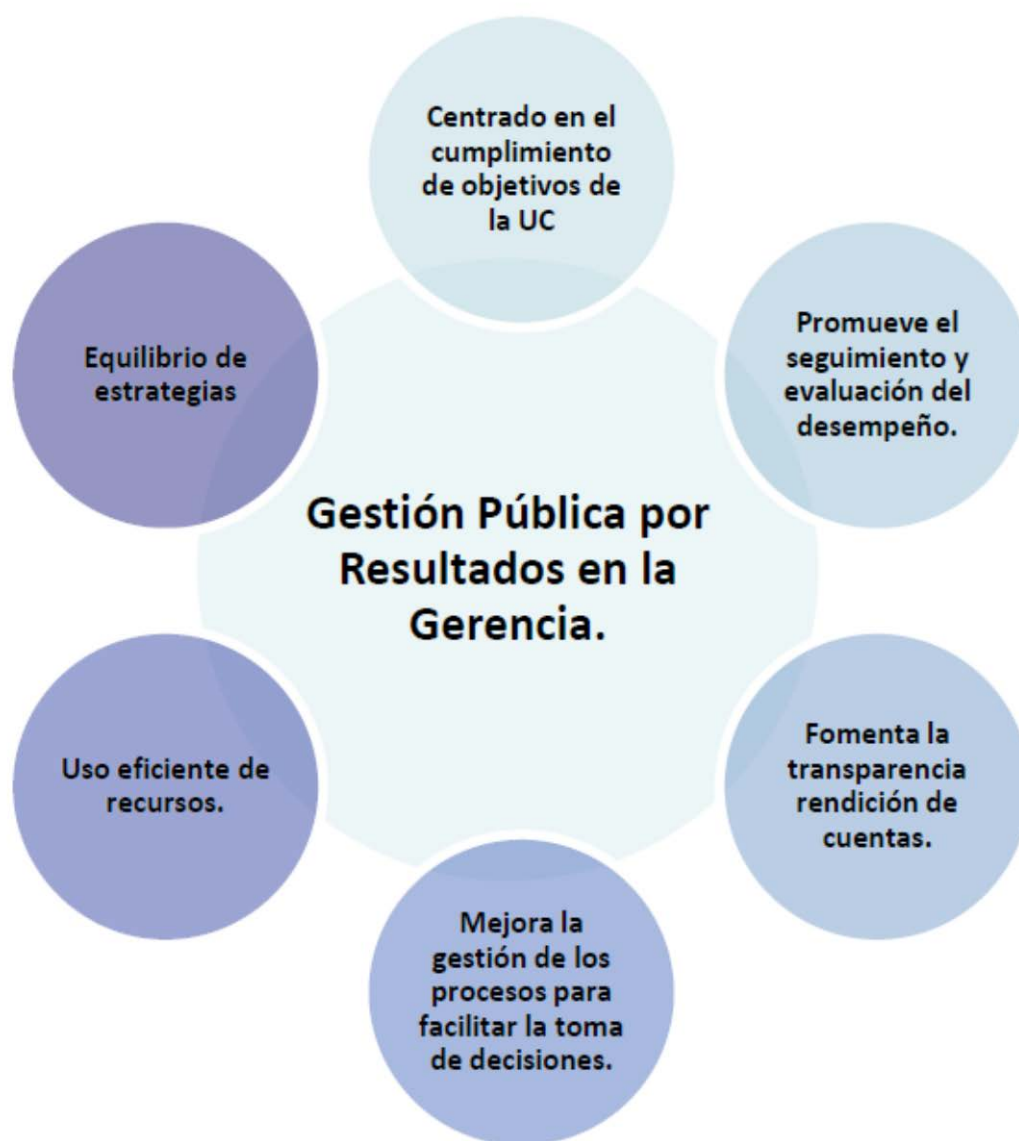 Centrado en el
cumplimiento
de objetivos de
la UC
Promueve el
seguimiento y
evaluación del
desempeño.
Fomenta la
transparencia
rendición de
cuentas.
Mejora la
gestión de los
procesos para
facilitar la toma
de decisiones.
Uso eficiente de
recursos.
Equilibrio de
estrategias
Gestión Pública por
Resultados en la
Gerencia.